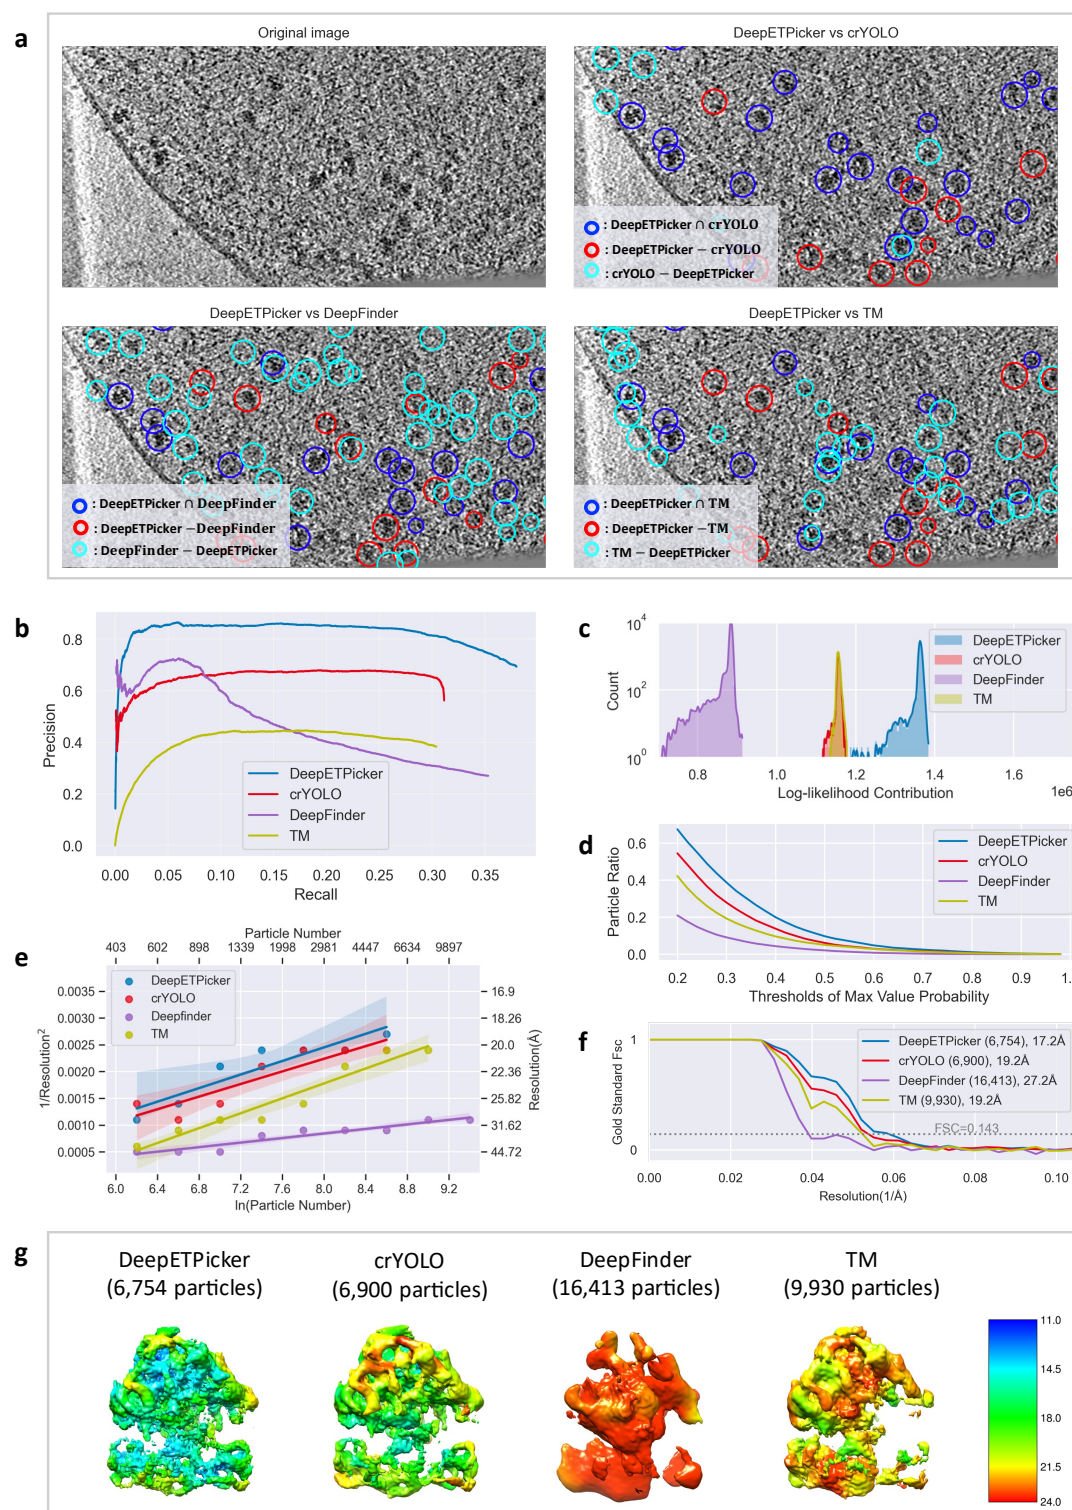 a
Original image
DeepETPicker vs crYOLO
: DeepETPicker ∩ crYOLO
: DeepETPicker − crYOLO
: crYOLO − DeepETPicker
DeepETPicker vs DeepFinder
DeepETPicker vs TM
: DeepETPicker ∩ DeepFinder
: DeepETPicker −DeepFinder
: DeepFinder − DeepETPicker
: DeepETPicker ∩ TM
: DeepETPicker −TM
: TM − DeepETPicker
b
Precision
0.8
0.6
0.4
0.2
0.0
DeepETPicker
crYOLO
DeepFinder
TM
0.00 0.05 0.10 0.15 0.20 0.25 0.30 0.35
Recall
c
Count
10^4
10^2
10^0
DeepETPicker
crYOLO
DeepFinder
TM
0.8 1.0 1.2 1.4 1.6
1e6
Log-likelihood Contribution
d
Particle Ratio
0.6
0.4
0.2
0.0
DeepETPicker
crYOLO
DeepFinder
TM
0.2 0.3 0.4 0.5 0.6 0.7 0.8 0.9 1.
Thresholds of Max Value Probability
e
Particle Number
403 602 898 1339 1998 2981 4447 6634 9897
1/Resolution²
0.0035
0.0030
0.0025
0.0020
0.0015
0.0010
0.0005
DeepETPicker
crYOLO
Deepfinder
TM
16.9
18.26
20.0
22.36
25.82
31.62
44.72
Resolution(Å)
6.0 6.4 6.8 7.2 7.6 8.0 8.4 8.8 9.2
ln(Particle Number)
f
Gold Standard Fsc
1
0
DeepETPicker (6,754), 17.2Å
crYOLO (6,900), 19.2Å
DeepFinder (16,413), 27.2Å
TM (9,930), 19.2Å
FSC=0.143
0.00 0.02 0.04 0.06 0.08 0.10
Resolution(1/Å)
g
DeepETPicker
(6,754 particles)
crYOLO
(6,900 particles)
DeepFinder
(16,413 particles)
TM
(9,930 particles)
11.0
14.5
18.0
21.5
24.0